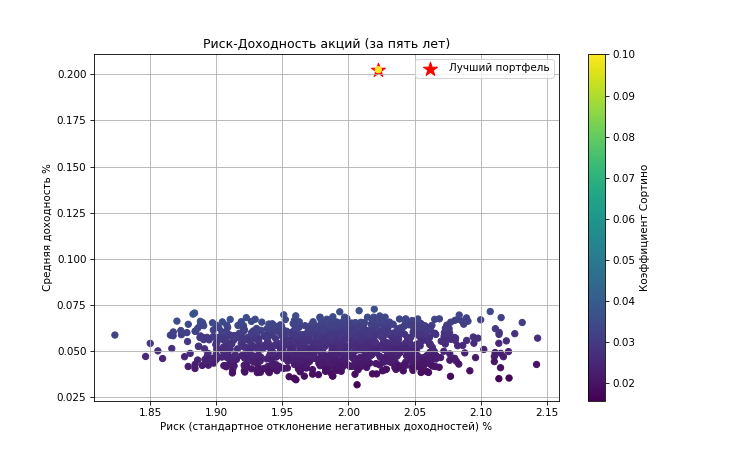 Риск-Доходность акций (за пять лет)
Лучший портфель
Средняя доходность %
0.200
0.175
0.150
0.125
0.100
0.075
0.050
0.025
1.85 1.90 1.95 2.00 2.05 2.10 2.15
Риск (стандартное отклонение негативных доходностей) %
0.10
0.09
0.08
0.07
0.06
0.05
0.04
0.03
0.02
Коэффициент Сортино